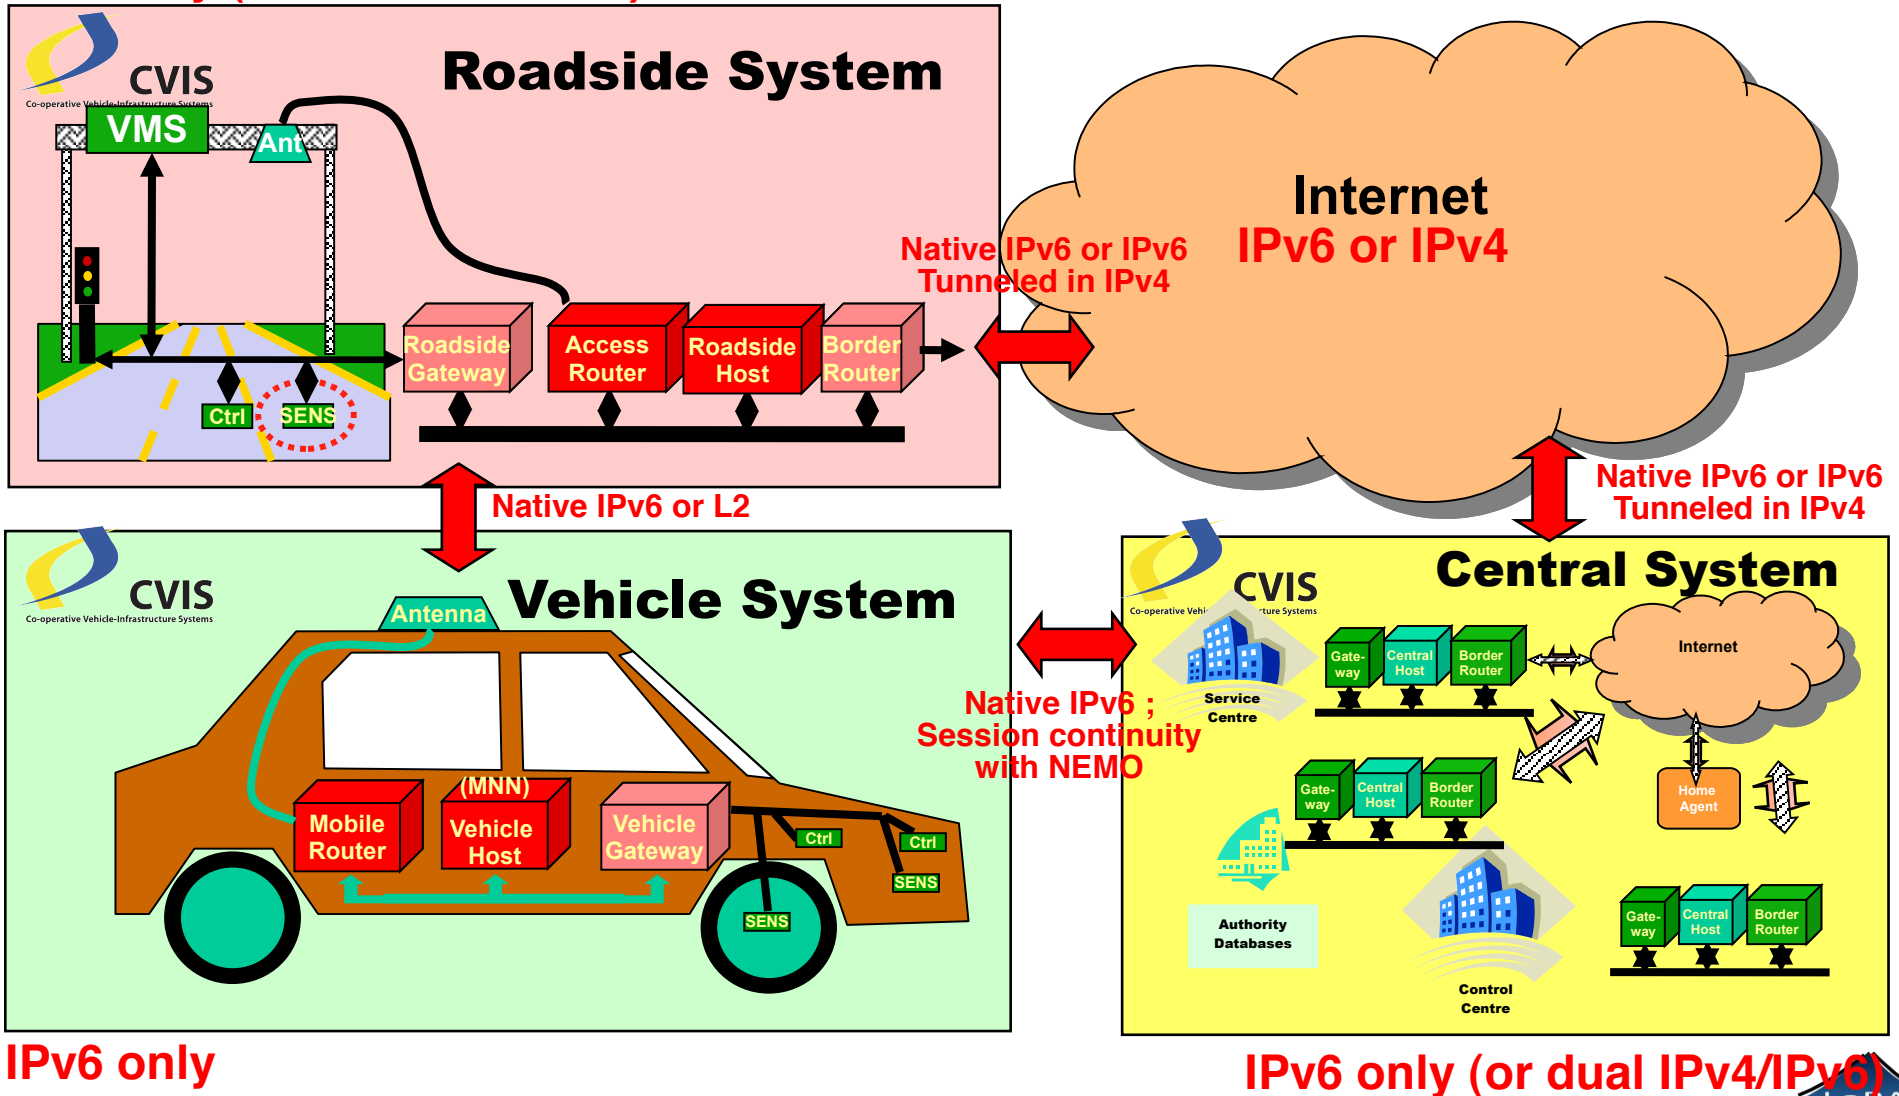 Roadside System
CVIS
Co-operative Vehicle-Infrastructure Systems
VMS
Ant
Roadside
Gateway
Access
Router
Roadside
Host
Border
Router
Ctrl
SENS
Native IPv6 or IPv6
Tunneled in IPv4
Internet
IPv6 or IPv4
Native IPv6 or L2
Native IPv6 or IPv6
Tunneled in IPv4
CVIS
Co-operative Vehicle-Infrastructure Systems
Vehicle System
Antenna
(MNN)
Mobile
Router
Vehicle
Host
Vehicle
Gateway
Ctrl
Ctrl
SENS
SENS
Native IPv6 ;
Session continuity
with NEMO
Central System
CVIS
Co-operative Vehi cture Systems
Service
Centre
Gate-
way
Central
Host
Border
Router
Internet
Gate-
way
Central
Host
Border
Router
Home
Agent
Authority
Databases
Control
Centre
Gate-
way
Central
Host
Border
Router
IPv6 only
IPv6 only (or dual IPv4/IPv6)